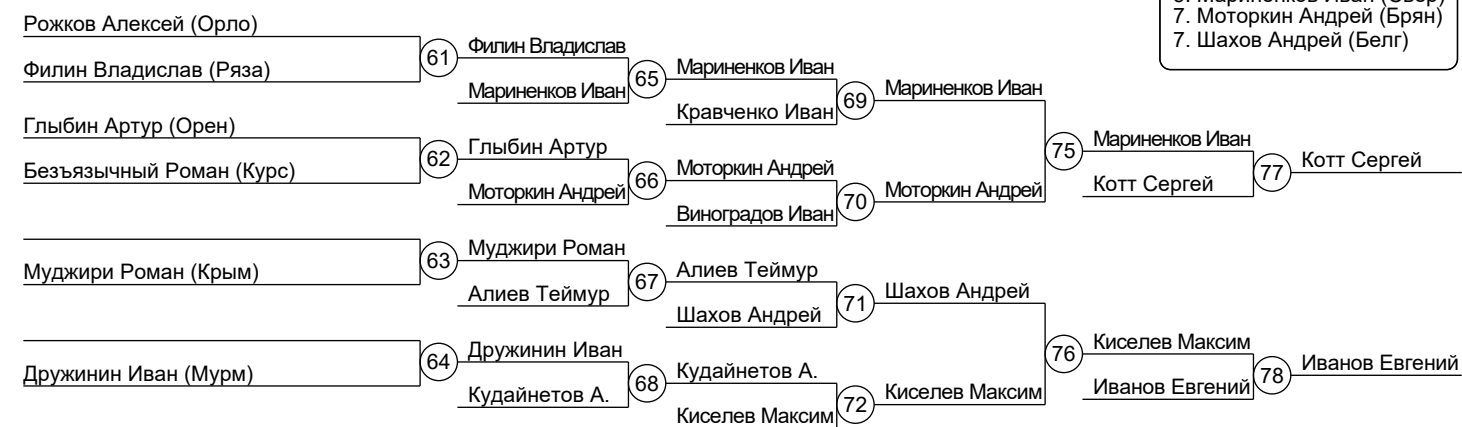 7. Моторкин Андрей (Брян)
7. Шахов Андрей (Белг)
Рожков Алексей (Орло)
61
Филин Владислав
Филин Владислав (Ряза)
65
Мариненков Иван
Мариненков Иван
69
Мариненков Иван
Кравченко Иван
Глыбин Артур (Орен)
75
Мариненков Иван
62
Глыбин Артур
77
Котт Сергей
Безъязычный Роман (Курс)
66
Моторкин Андрей
Котт Сергей
Моторкин Андрей
70
Моторкин Андрей
Виноградов Иван
63
Муджири Роман
Муджири Роман (Крым)
67
Алиев Теймур
Алиев Теймур
71
Шахов Андрей
Шахов Андрей
76
Киселев Максим
64
Дружинин Иван
78
Иванов Евгений
Дружинин Иван (Мурм)
68
Кудайнетов А.
Иванов Евгений
Кудайнетов А.
72
Киселев Максим
Киселев Максим